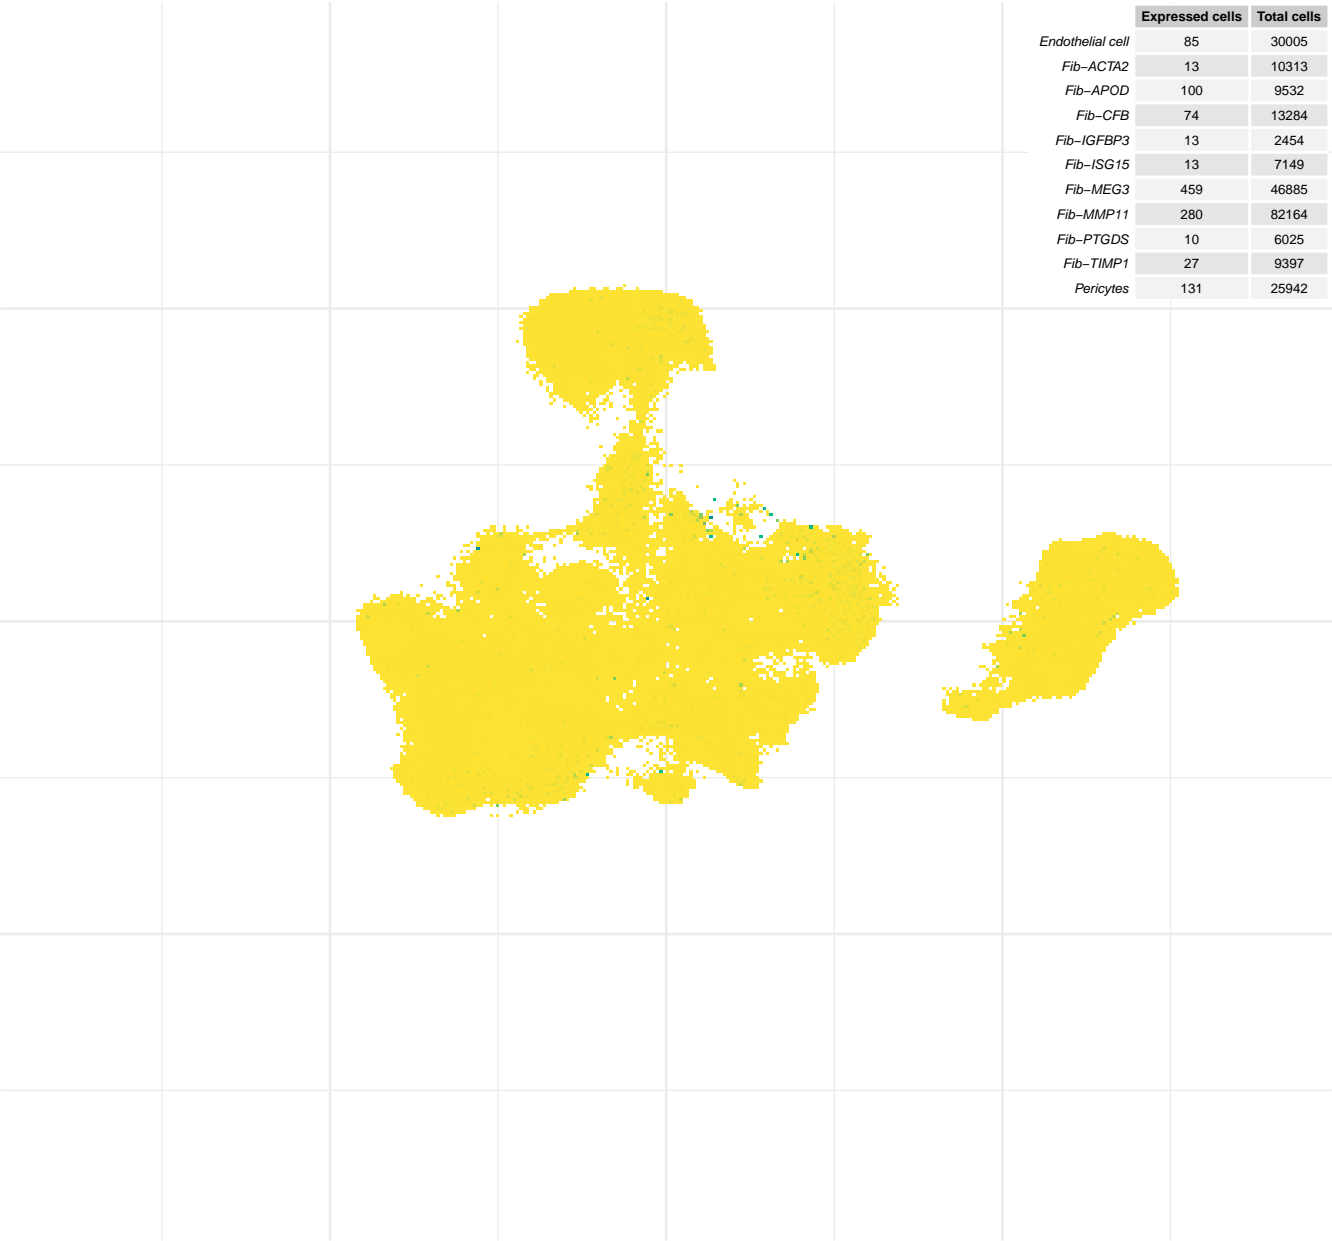 Expressed cells Total cells
Endothelial cell 85 30005
Fib−ACTA2 13 10313
Fib−APOD 100 9532
Fib−CFB 74 13284
Fib−IGFBP3 13 2454
Fib−ISG15 13 7149
Fib−MEG3 459 46885
Fib−MMP11 280 82164
Fib−PTGDS 10 6025
Fib−TIMP1 27 9397
Pericytes 131 25942